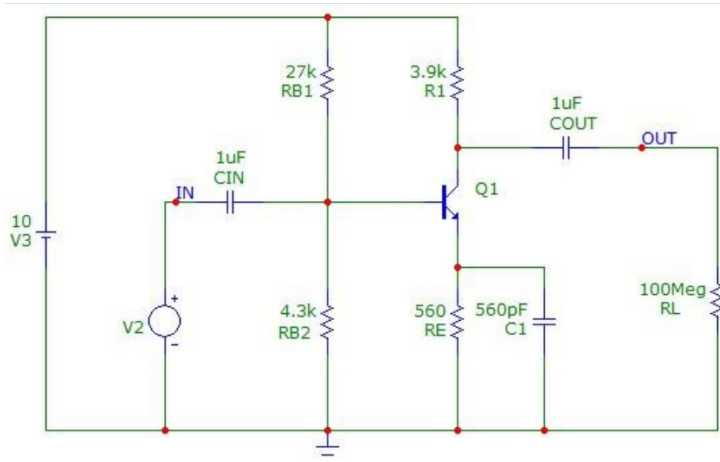 27k
RB1
3.9k
R1
1uF
COUT
OUT
1uF
CIN
IN
Q1
10
V3
+
V2
-
4.3k
RB2
560
RE
560pF
C1
100Meg
RL